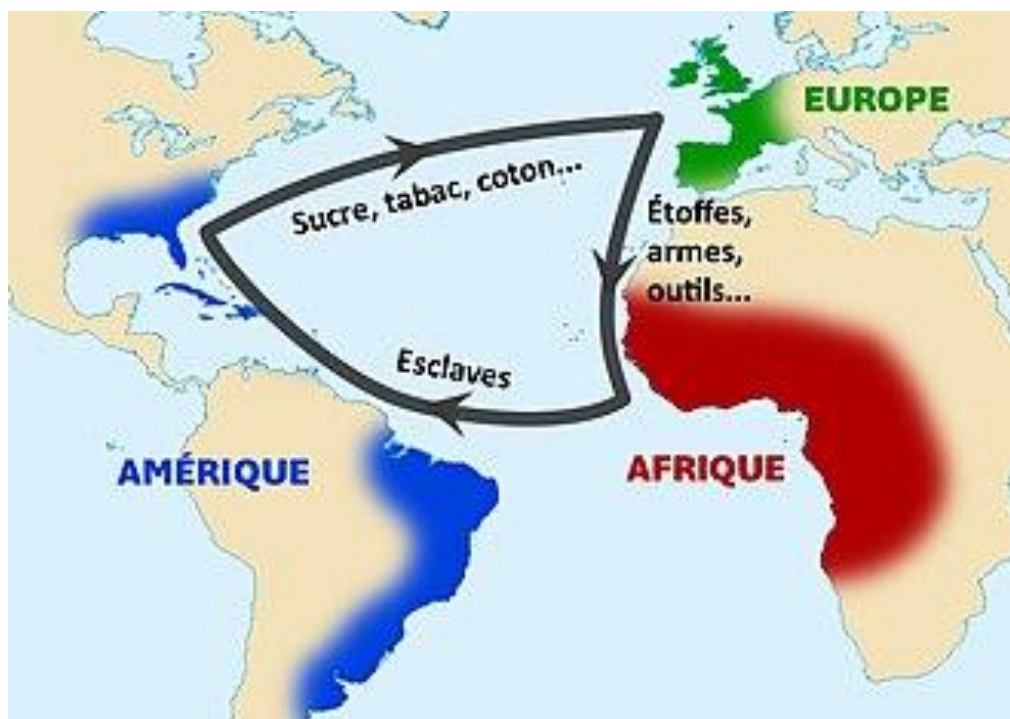 EUROPE
Sucre, tabac, coton...
Étoffes,
armes,
outils...
Esclaves
AMÉRIQUE
AFRIQUE